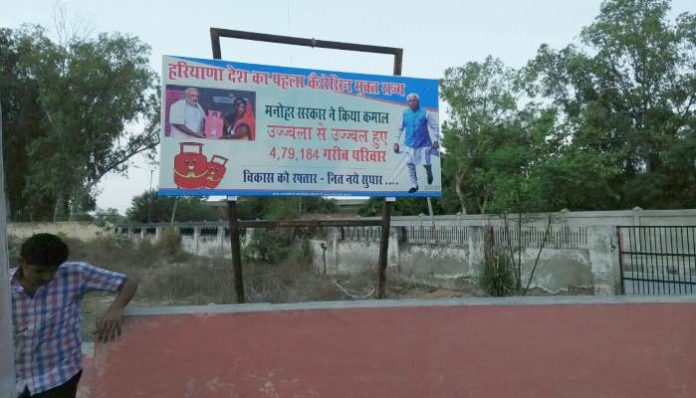 हरियाणा देश का पहला कैरोसिन मुक्त राज्य
मनोहर सरकार ने किया कमाल
उज्ज्वला से उज्ज्वल हुए
4,79,184 गरीब परिवार
विकास को रफ्तार - नित नये सुधार ....